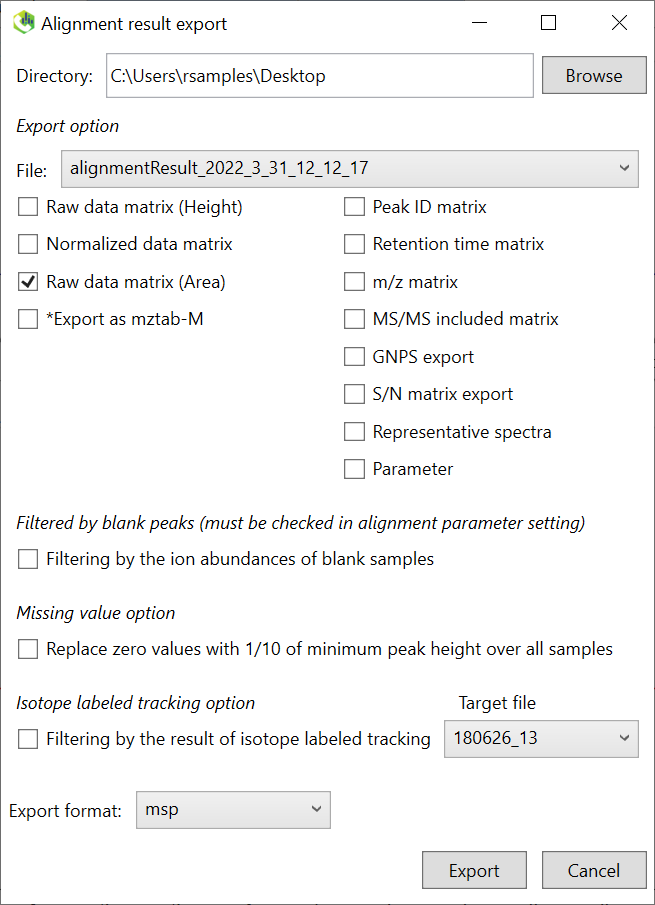 Alignment result export
Directory: C:\Users\rsamples\Desktop Browse
Export option
File: alignmentResult_2022_3_31_12_12_17
Raw data matrix (Height) Peak ID matrix
Normalized data matrix Retention time matrix
Raw data matrix (Area) m/z matrix
*Export as mztab-M MS/MS included matrix
GNPS export
S/N matrix export
Representative spectra
Parameter
Filtered by blank peaks (must be checked in alignment parameter setting)
Filtering by the ion abundances of blank samples
Missing value option
Replace zero values with 1/10 of minimum peak height over all samples
Isotope labeled tracking option Target file
Filtering by the result of isotope labeled tracking 180626_13
Export format: msp
Export Cancel